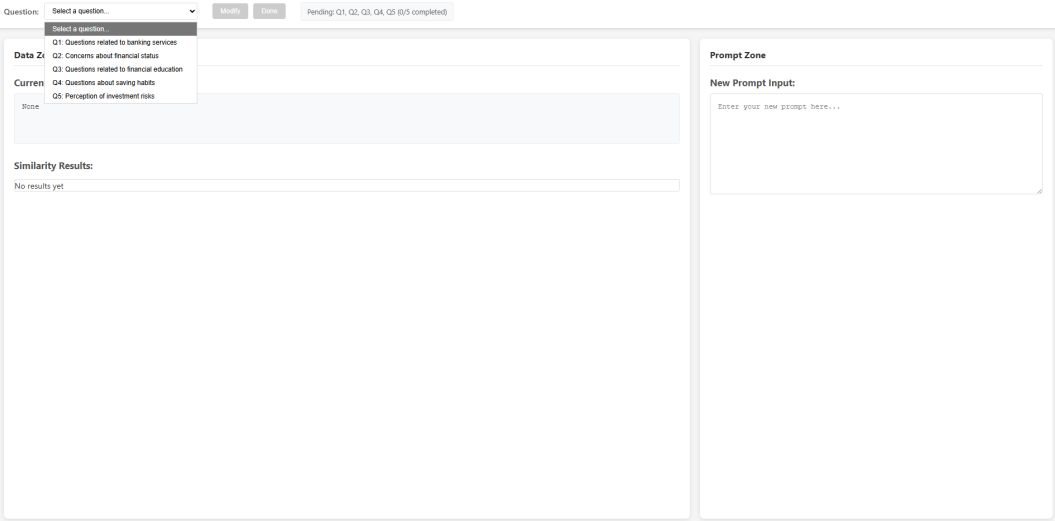 Question: Select a question... Modify Done Pending: Q1, Q2, Q3, Q4, Q5 (0/5 completed)
Select a question...
Q1: Questions related to banking services
Q2: Concerns about financial status
Q3: Questions related to financial education
Q4: Questions about saving habits
Q5: Perception of investment risks
Data Zo
Curren
None
Similarity Results:
No results yet
Prompt Zone
New Prompt Input:
Enter your new prompt here...